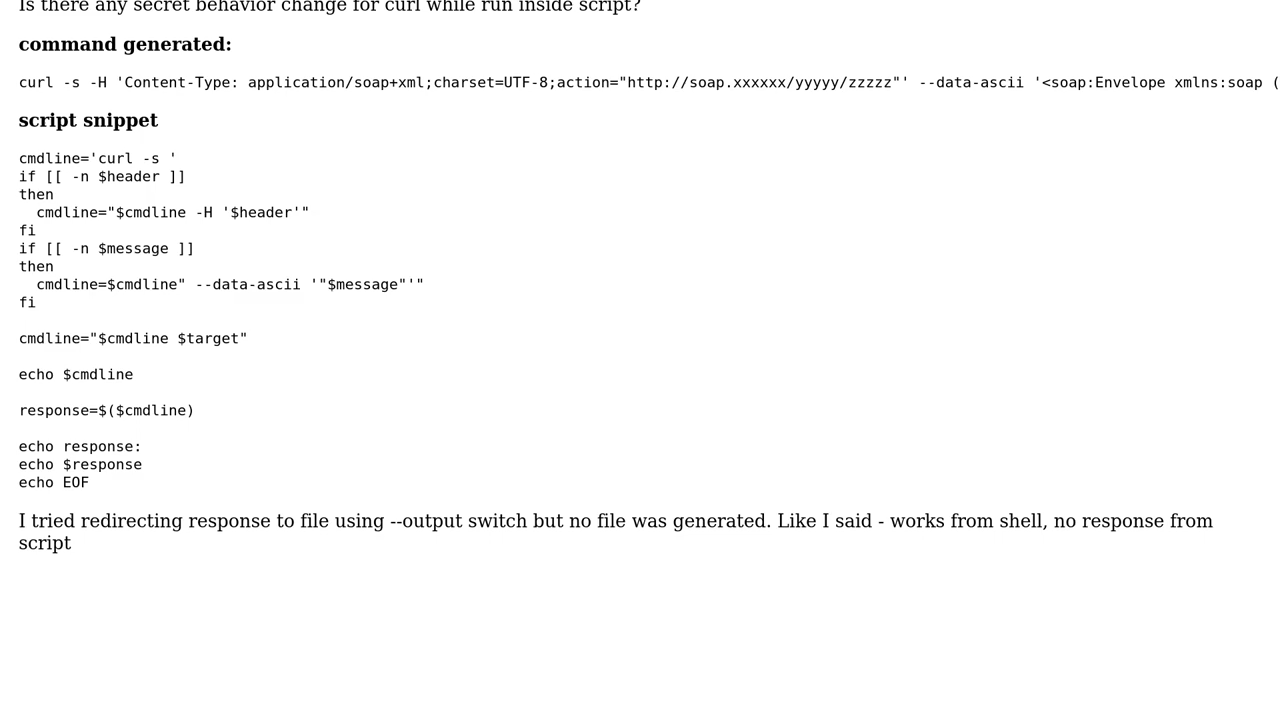 Is there any secret behavior change for curl while run inside script?
command generated:
curl -s -H 'Content-Type: application/soap+xml;charset=UTF-8;action="http://soap.xxxxxx/yyyyy/zzzzz"' --data-ascii '<soap:Envelope xmlns:soap (
script snippet
cmdline='curl -s '
if [[ -n $header ]]
then
  cmdline="$cmdline -H '$header'"
fi
if [[ -n $message ]]
then
  cmdline=$cmdline" --data-ascii '"$message"'"
fi
cmdline="$cmdline $target"
echo $cmdline
response=$($cmdline)
echo response:
echo $response
echo EOF
I tried redirecting response to file using --output switch but no file was generated. Like I said - works from shell, no response from
script